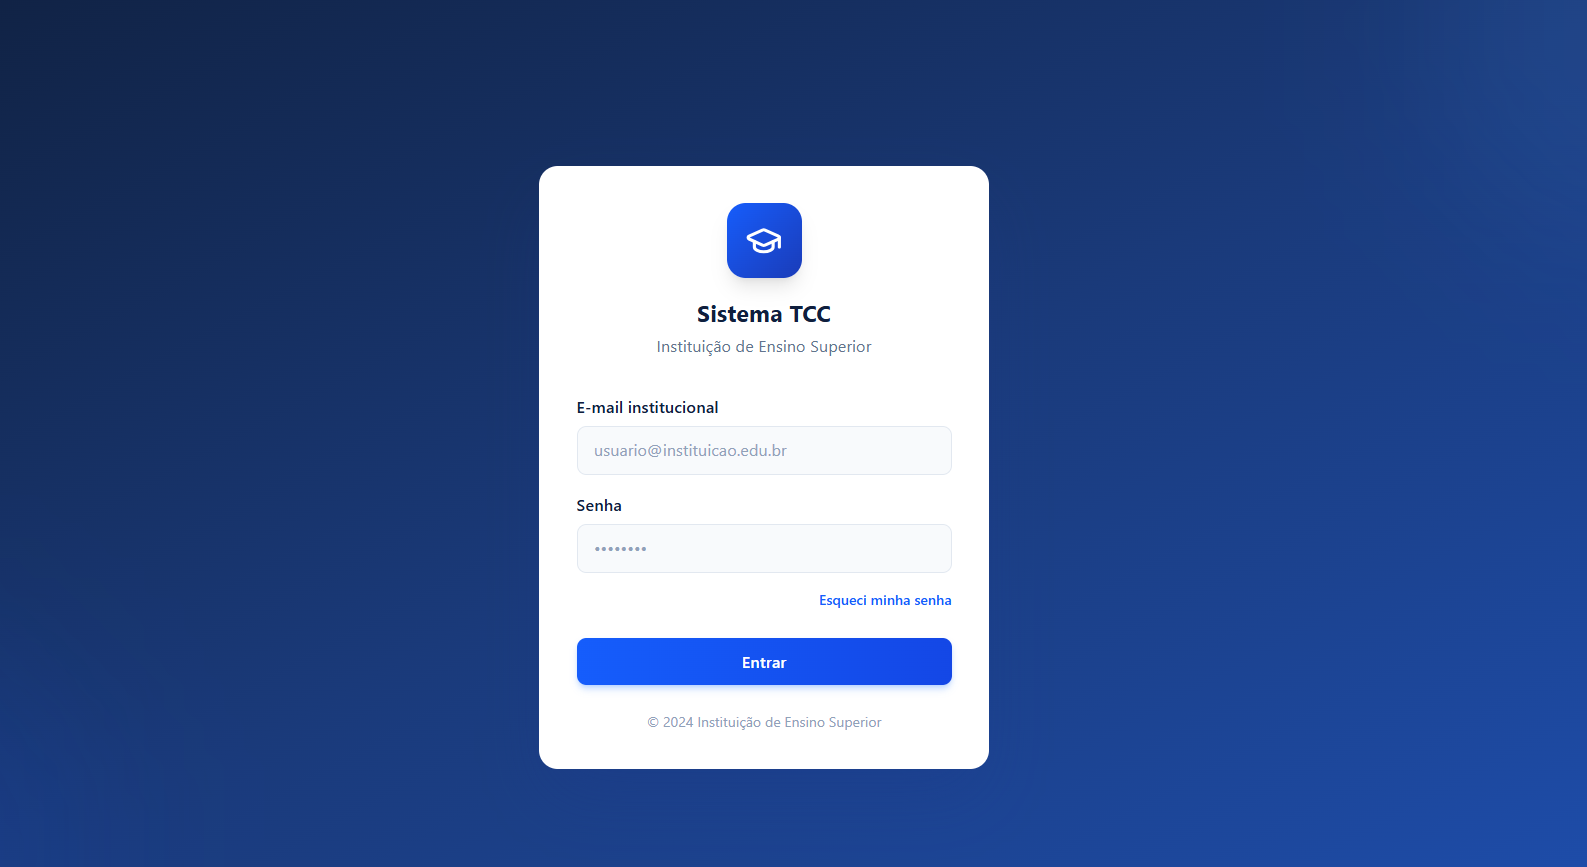 Sistema TCC
Instituição de Ensino Superior
E-mail institucional
usuario@instituicao.edu.br
Senha
••••••••
Esqueci minha senha
Entrar
© 2024 Instituição de Ensino Superior